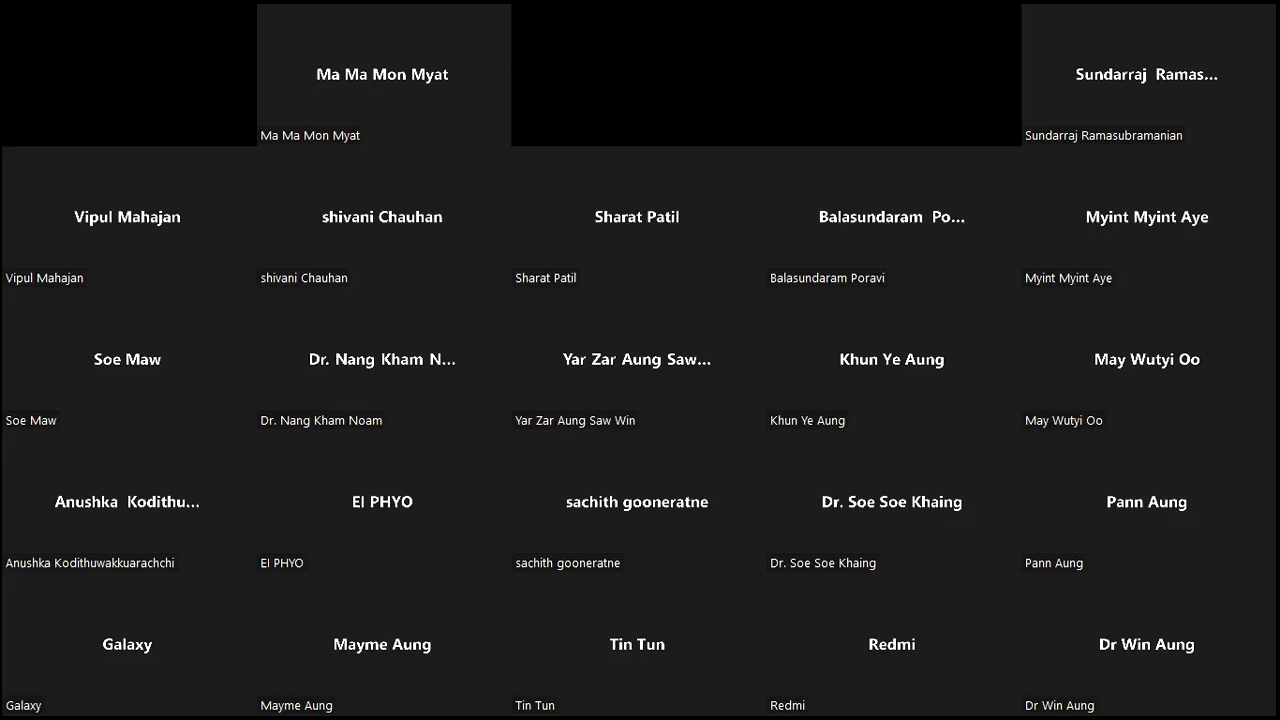 Ma Ma Mon Myat
Sundarraj Ramas...
Ma Ma Mon Myat
Sundarraj Ramasubramanian
Vipul Mahajan
shivani Chauhan
Sharat Patil
Balasundaram Po...
Myint Myint Aye
Vipul Mahajan
shivani Chauhan
Sharat Patil
Balasundaram Poravi
Myint Myint Aye
Soe Maw
Dr. Nang Kham N...
Yar Zar Aung Saw...
Khun Ye Aung
May Wutyi Oo
Soe Maw
Dr. Nang Kham Noam
Yar Zar Aung Saw Win
Khun Ye Aung
May Wutyi Oo
Anushka Kodithu...
EI PHYO
sachith gooneratne
Dr. Soe Soe Khaing
Pann Aung
Anushka Kodithuwakkuarachchi
EI PHYO
sachith gooneratne
Dr. Soe Soe Khaing
Pann Aung
Galaxy
Mayme Aung
Tin Tun
Redmi
Dr Win Aung
Galaxy
Mayme Aung
Tin Tun
Redmi
Dr Win Aung